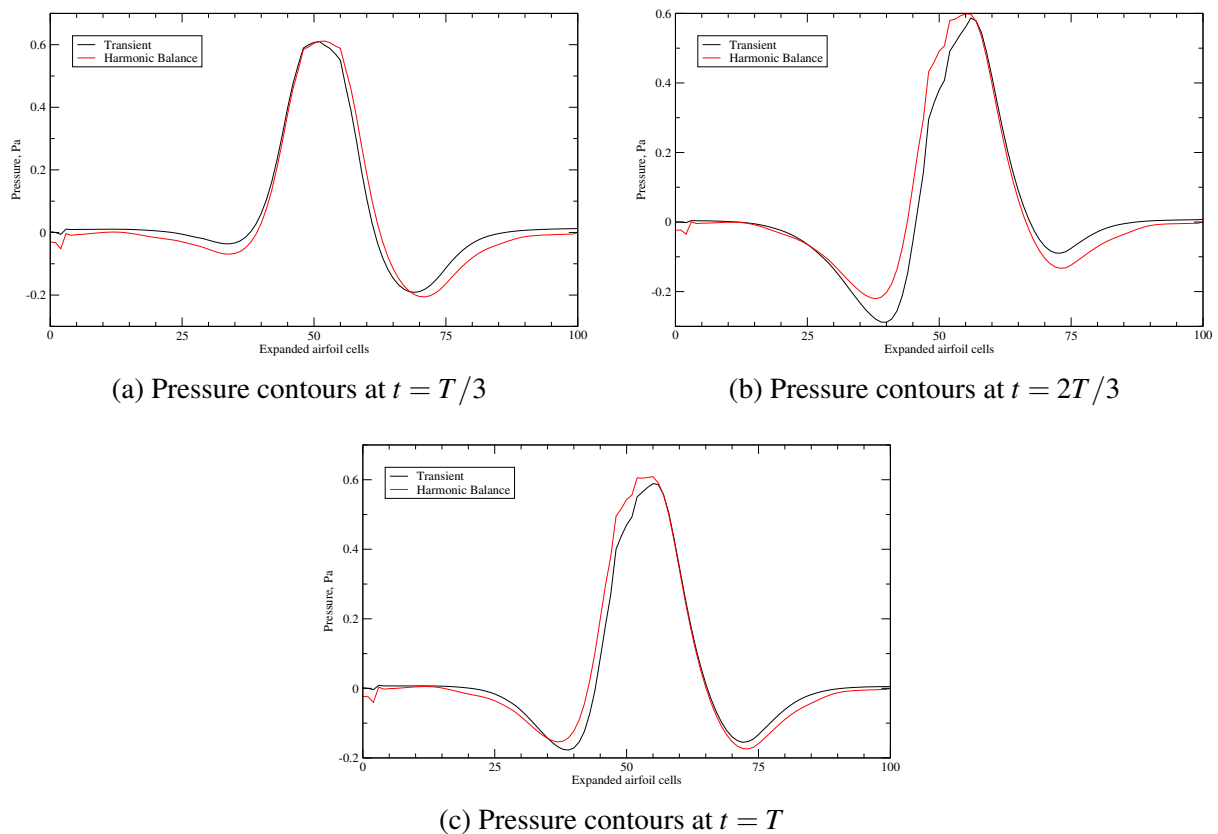 0.6
0.4
0.2
0
-0.2
Pressure, Pa
Transient
Harmonic Balance
0 25 50 75 100
Expanded airfoil cells
(a) Pressure contours at t = T/3
0.6
0.4
0.2
0
-0.2
Pressure, Pa
Transient
Harmonic Balance
0 25 50 75 100
Expanded airfoil cells
(b) Pressure contours at t = 2T/3
0.6
0.4
0.2
0
-0.2
Pressure, Pa
Transient
Harmonic Balance
0 25 50 75 100
Expanded airfoil cells
(c) Pressure contours at t = T